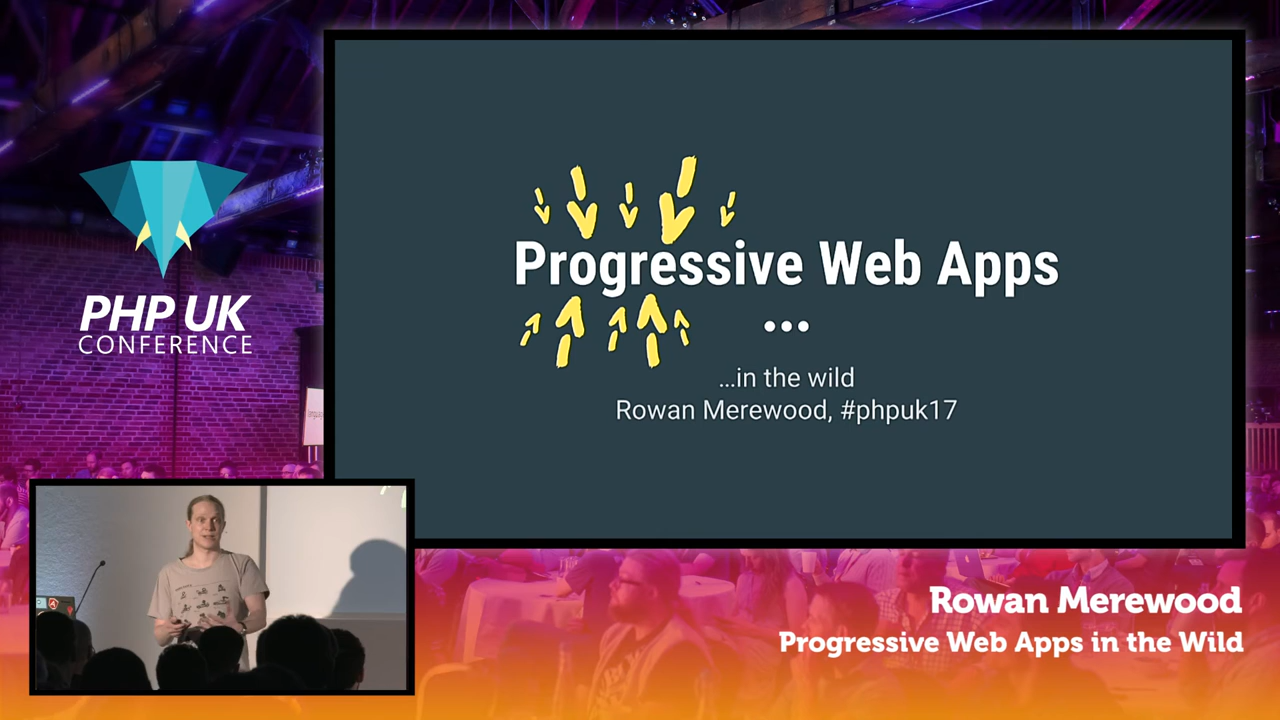 PHP UK
CONFERENCE
Progressive Web Apps
...in the wild
Rowan Merewood, #phpuk17
Rowan Merewood
Progressive Web Apps in the Wild